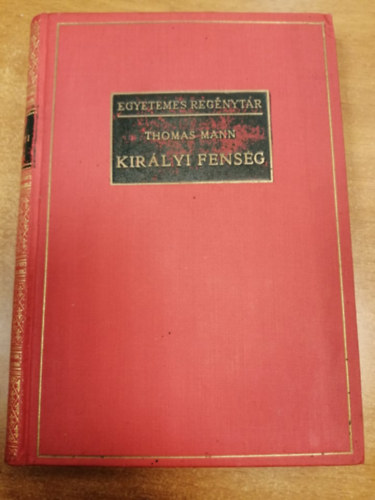 EGYETEMES REGÉNYTÁR
THOMAS MANN
KIRÁLYI FENSÉG